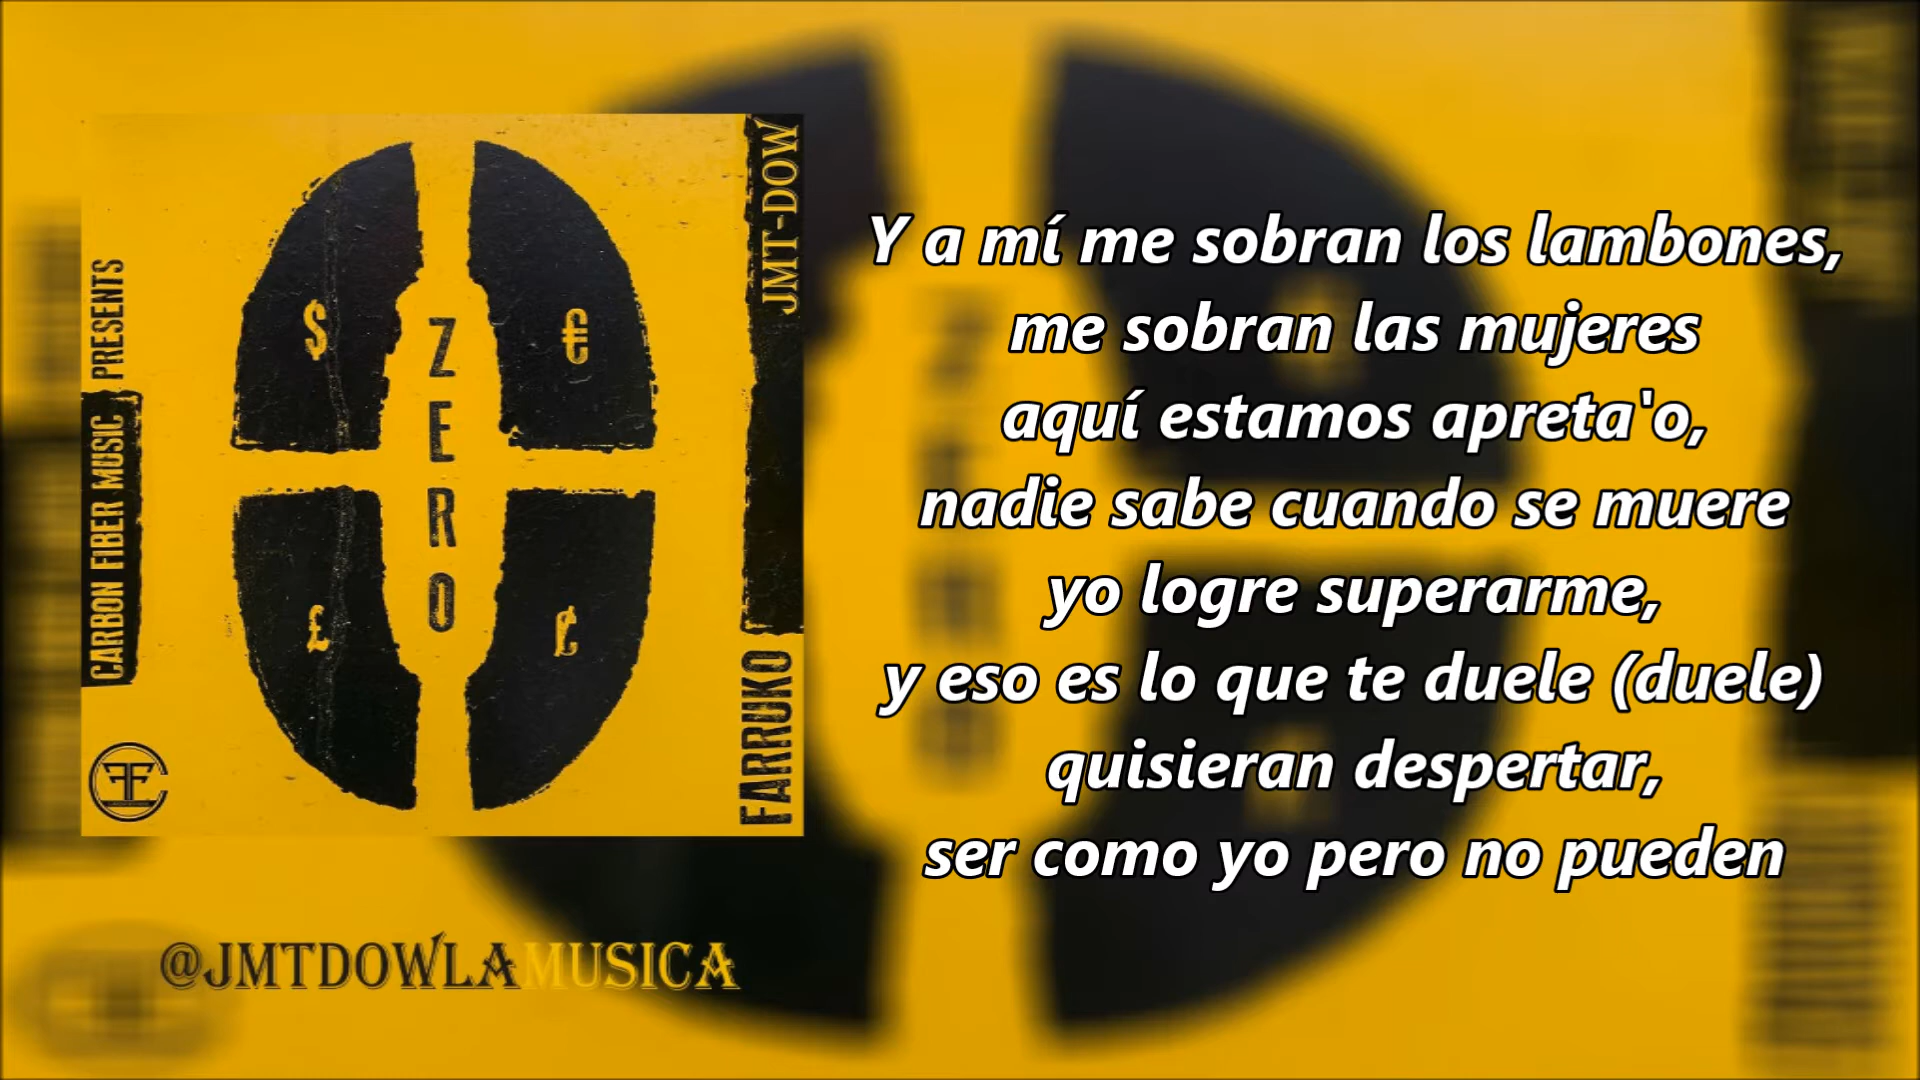 CARBON FIBER MUSIC PRESENTS
$
€
ZERO
£
₡
JMT-DOW
FARRUKO
@JMTDOWLAMUSICA
Y a mí me sobran los lambones,
me sobran las mujeres
aquí estamos apreta'o,
nadie sabe cuando se muere
yo logre superarme,
y eso es lo que te duele (duele)
quisieran despertar,
ser como yo pero no pueden